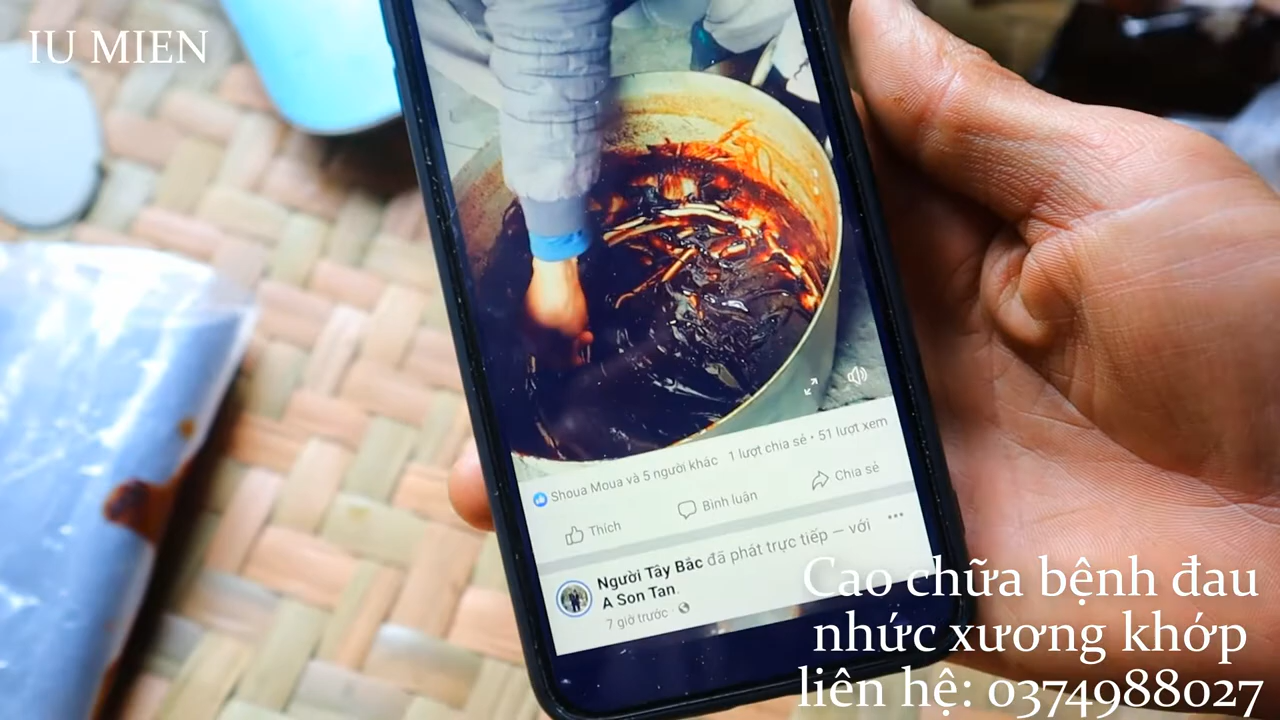 IU MIEN
Shoua Moua và 5 người khác 1 lượt chia sẻ • 51 lượt xem
Thích Bình luận Chia sẻ
Người Tây Bắc đã phát trực tiếp — với
A Son Tan.
7 giờ trước ·
Cao chữa bệnh đau
nhức xương khớp
liên hệ: 0374988027